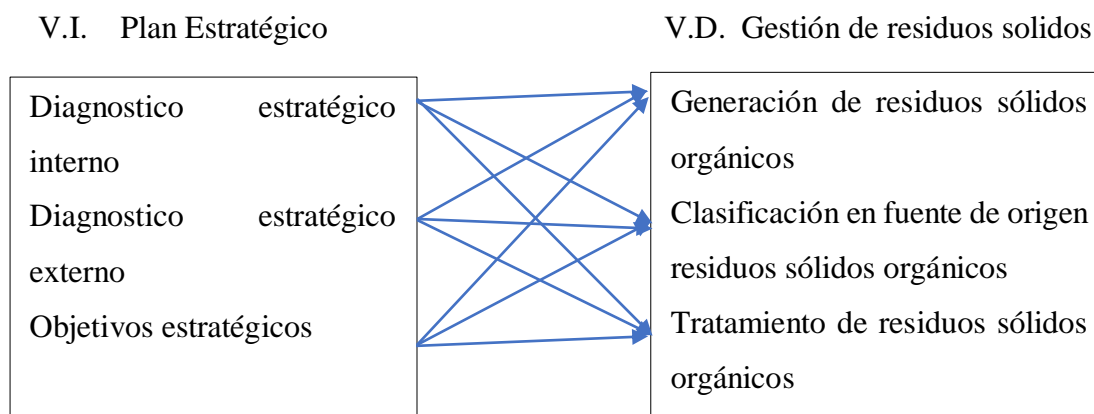 V.I. Plan Estratégico
V.D. Gestión de residuos solidos
Diagnostico estratégico
interno
Diagnostico estratégico
externo
Objetivos estratégicos
Generación de residuos sólidos
orgánicos
Clasificación en fuente de origen
residuos sólidos orgánicos
Tratamiento de residuos sólidos
orgánicos